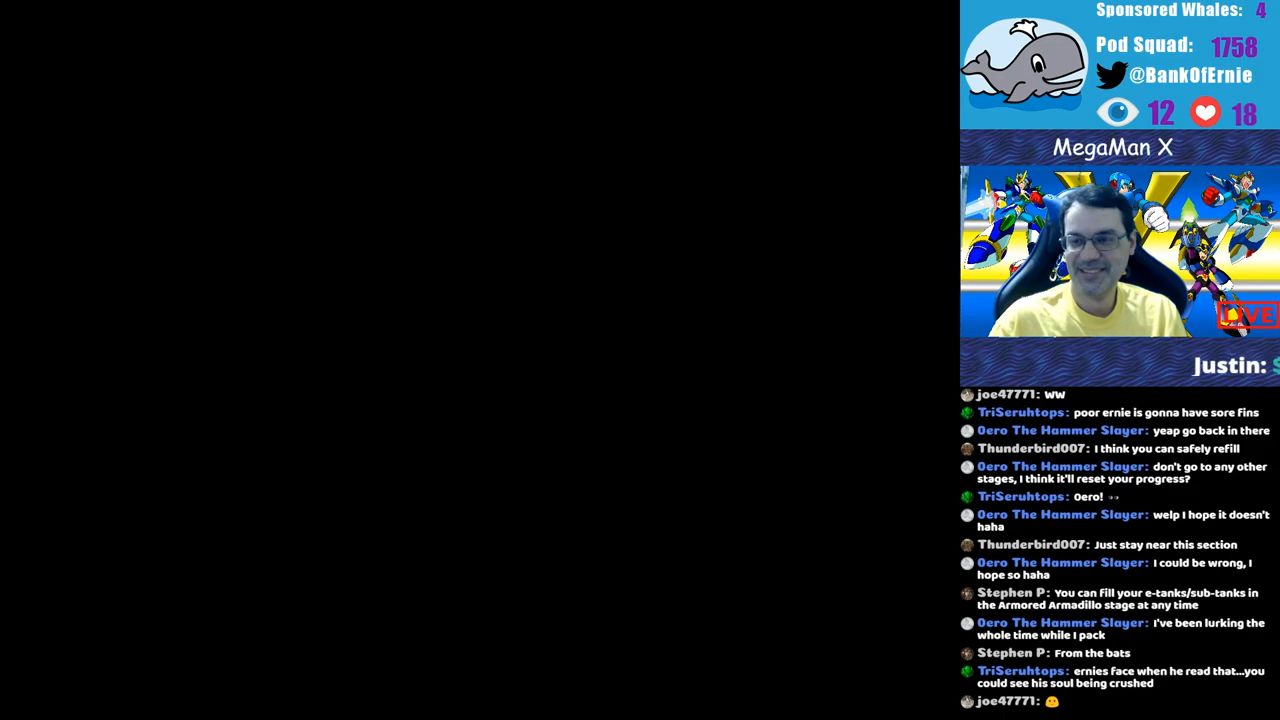 Sponsored Whales: 4
Pod Squad: 1758
@BankOfErnie
12 18
MegaMan X
LIVE
Justin: $
joe47771: WW
TriSeruhtops: poor ernie is gonna have sore fins
0ero The Hammer Slayer: yeap go back in there
Thunderbird007: I think you can safely refill
0ero The Hammer Slayer: don't go to any other
stages, I think it'll reset your progress?
TriSeruhtops: 0ero! 👀
0ero The Hammer Slayer: welp I hope it doesn't
haha
Thunderbird007: Just stay near this section
0ero The Hammer Slayer: I could be wrong, I
hope so haha
Stephen P: You can fill your e-tanks/sub-tanks in
the Armored Armadillo stage at any time
0ero The Hammer Slayer: I've been lurking the
whole time while I pack
Stephen P: From the bats
TriSeruhtops: ernies face when he read that...you
could see his soul being crushed
joe47771: